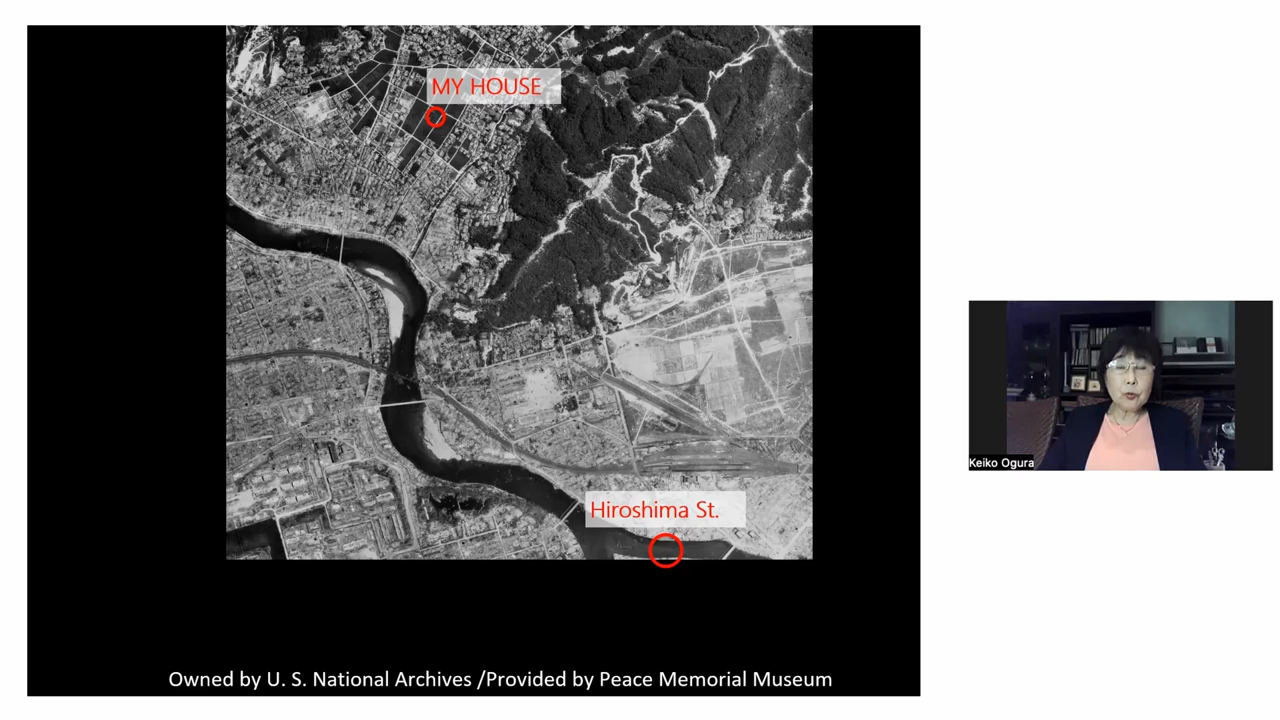 MY HOUSE
Hiroshima St.
Keiko Ogura
Owned by U. S. National Archives /Provided by Peace Memorial Museum